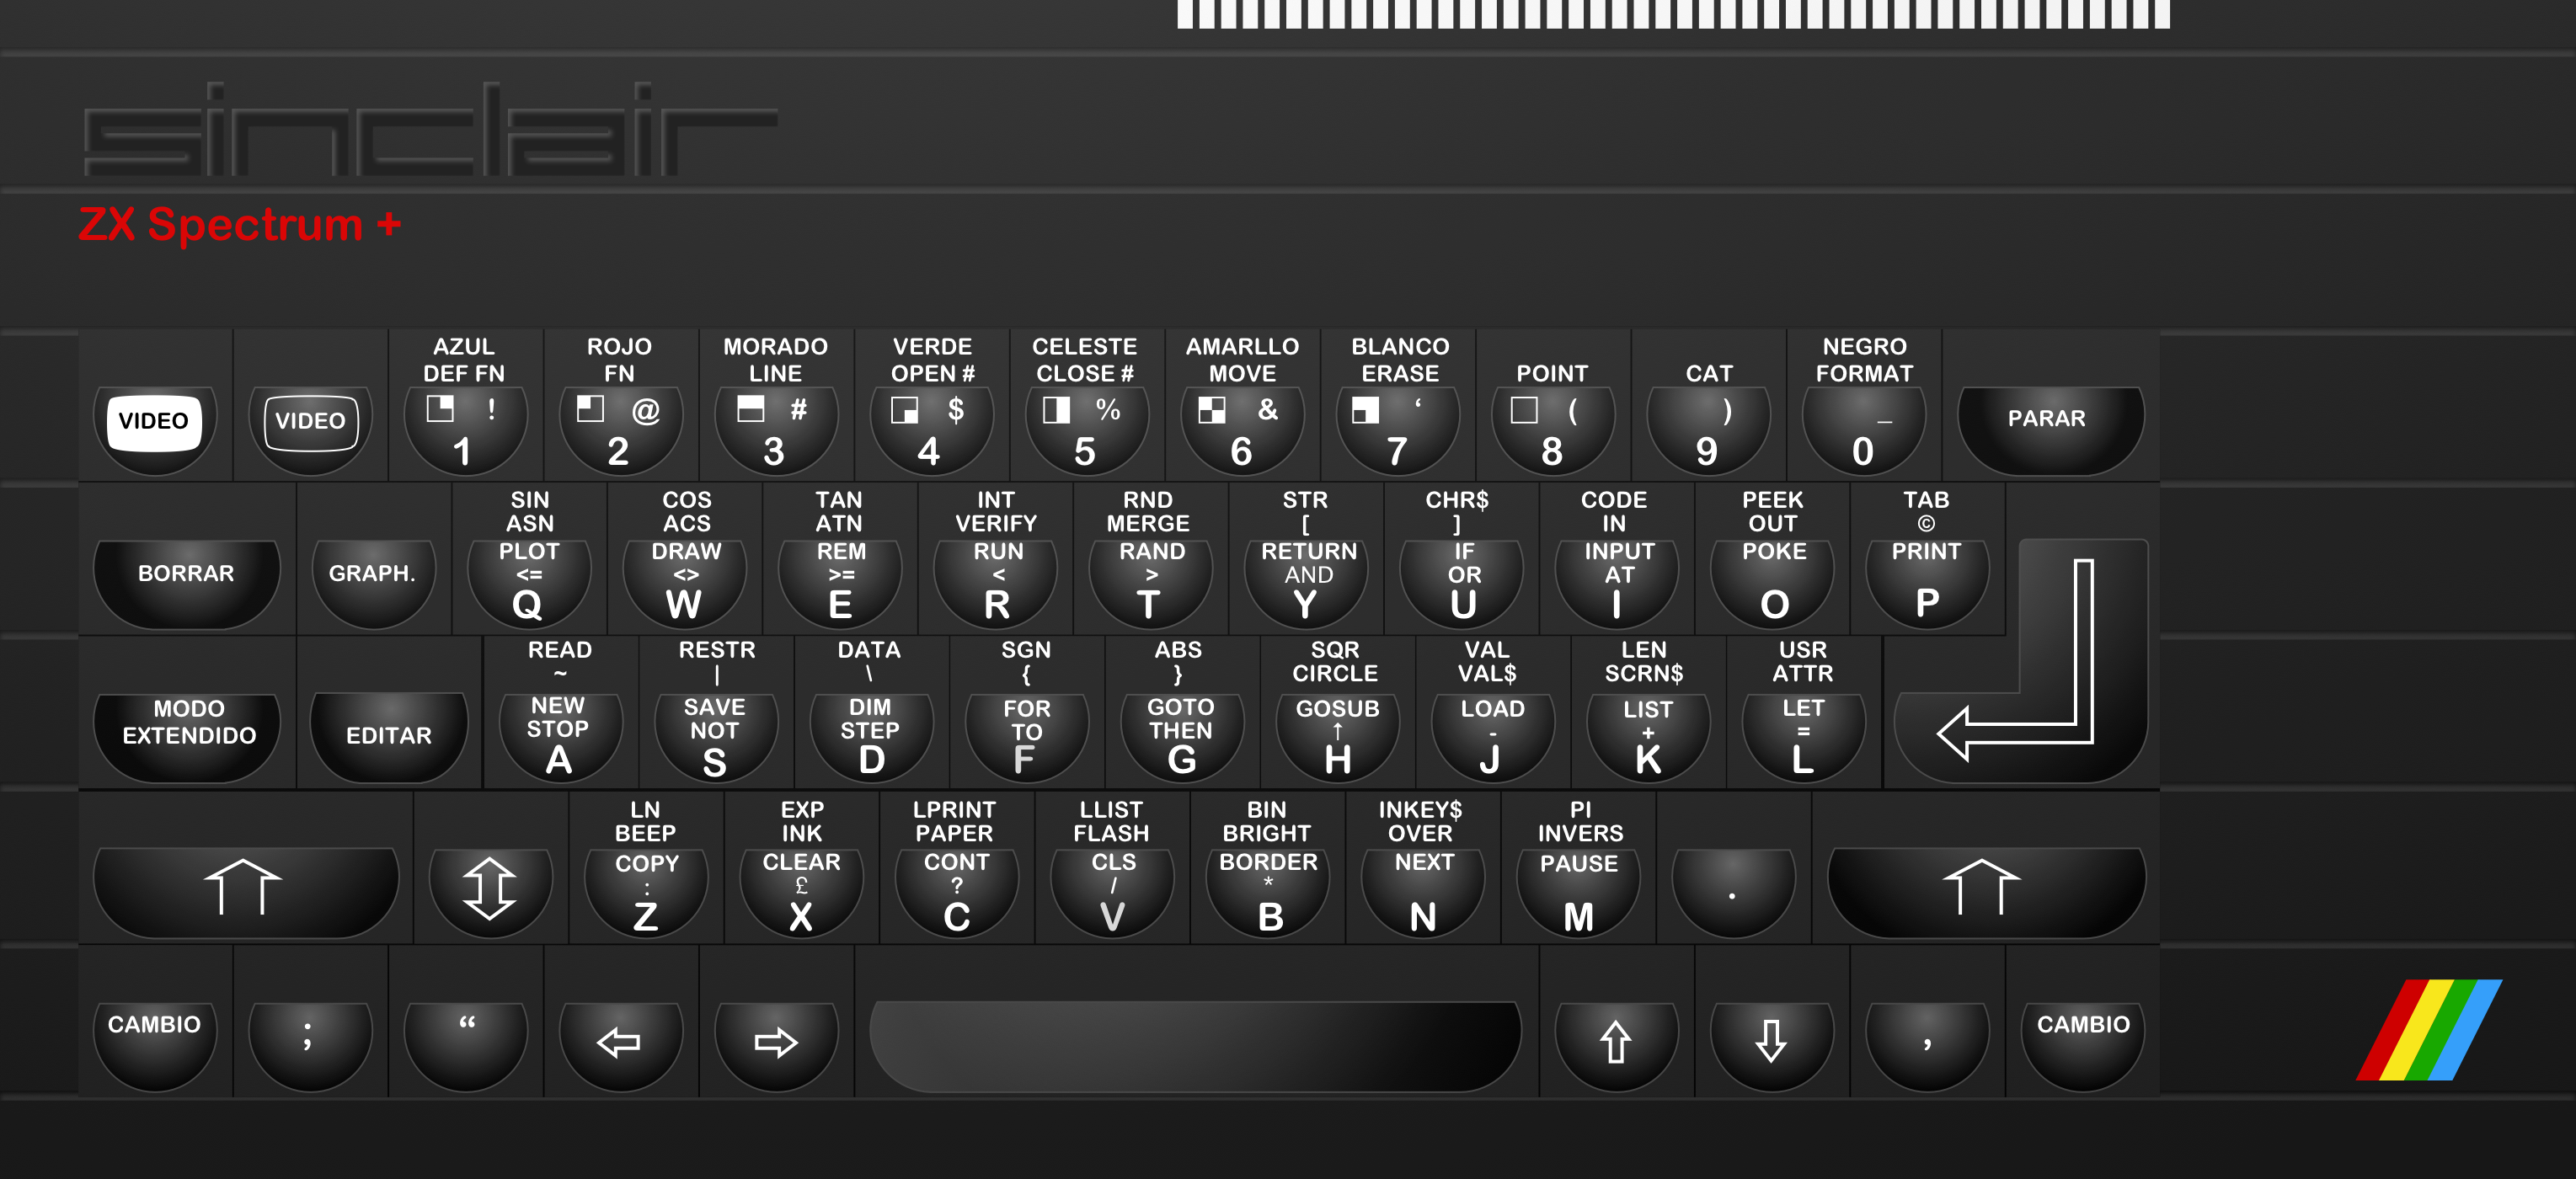 sinclair
ZX Spectrum +
AZUL ROJO MORADO VERDE CELESTE AMARLLO BLANCO NEGRO
DEF FN FN LINE OPEN # CLOSE # MOVE ERASE POINT CAT FORMAT
VIDEO VIDEO ! @ # $ % & ‘ ( ) _ PARAR
1 2 3 4 5 6 7 8 9 0
SIN COS TAN INT RND STR CHR$ CODE PEEK TAB
ASN ACS ATN VERIFY MERGE [ ] IN OUT ©
PLOT DRAW REM RUN RAND RETURN IF INPUT POKE PRINT
BORRAR GRAPH. <= <> >= < > AND OR AT
Q W E R T Y U I O P
READ RESTR DATA SGN ABS SQR VAL LEN USR
~ | \ { } CIRCLE VAL$ SCRN$ ATTR
MODO NEW SAVE DIM FOR GOTO GOSUB LOAD LIST LET
EXTENDIDO EDITAR STOP NOT STEP TO THEN ↑ - + =
A S D F G H J K L
LN EXP LPRINT LLIST BIN INKEY$ PI
BEEP INK PAPER FLASH BRIGHT OVER INVERS
COPY CLEAR CONT CLS BORDER NEXT PAUSE
: £ ? / * .
Z X C V B N M
CAMBIO ; “ , CAMBIO